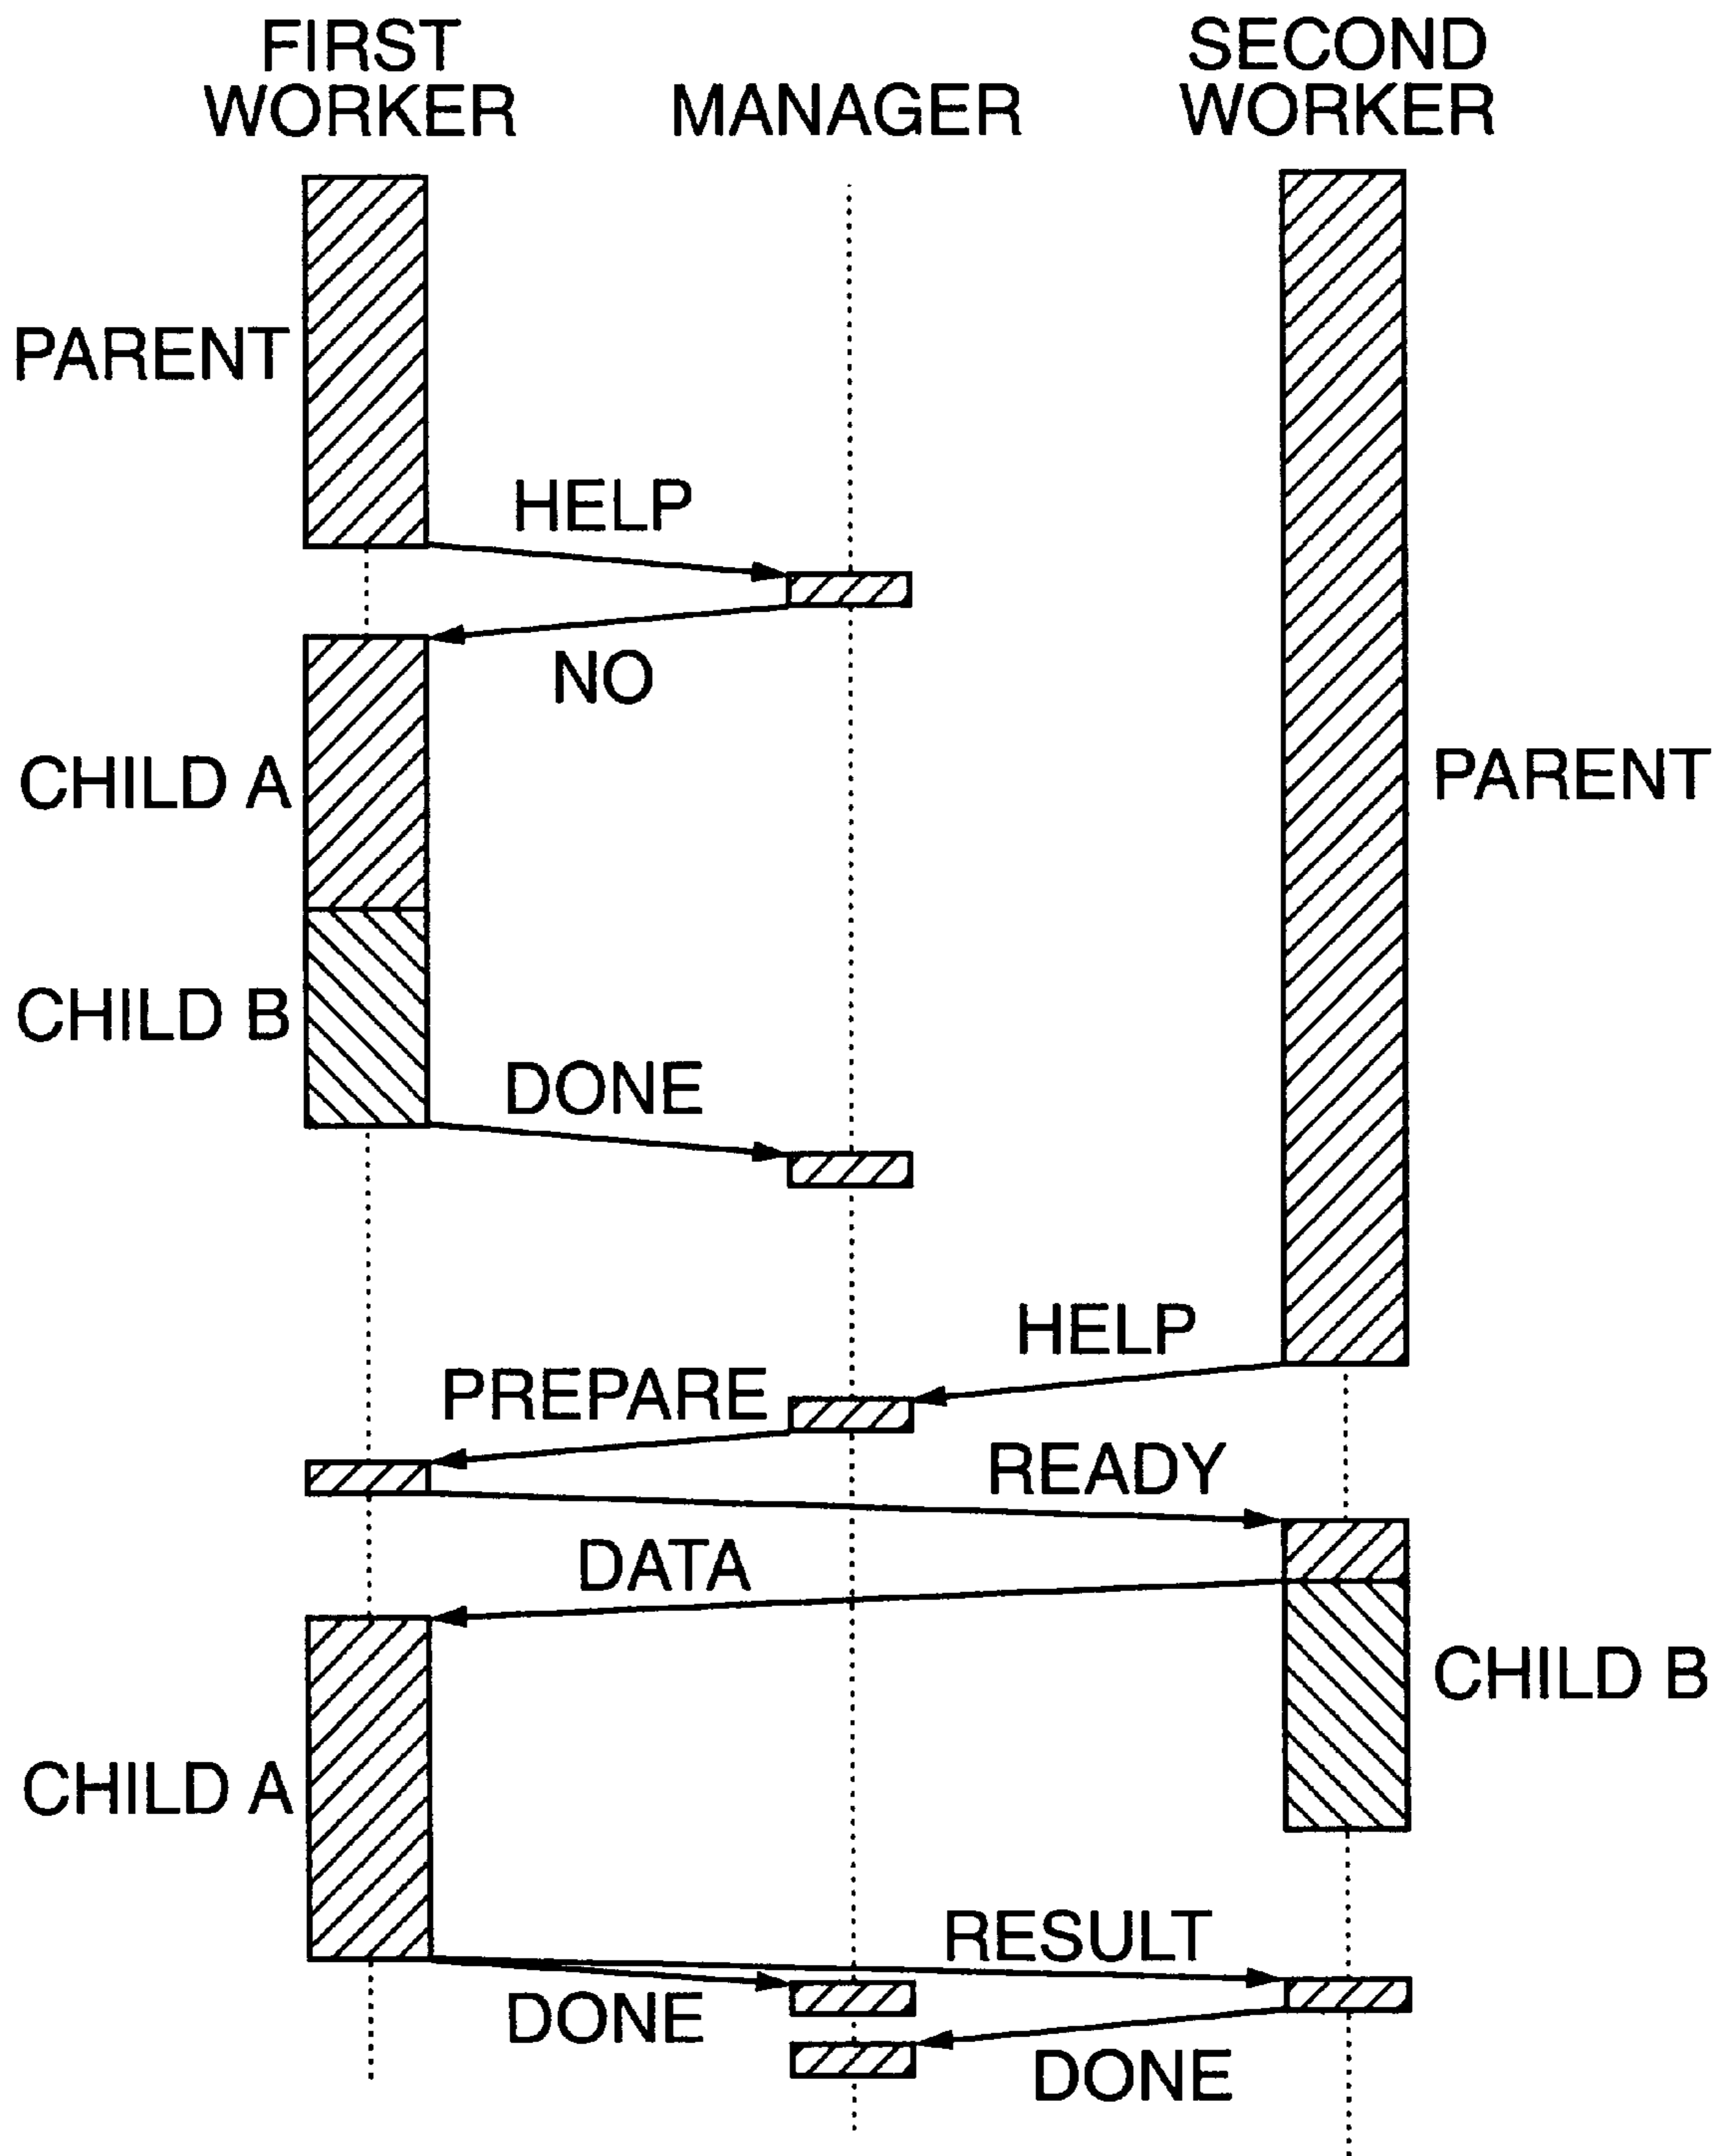 FIRST
WORKER
MANAGER
SECOND
WORKER
PARENT
HELP
NO
CHILD A
PARENT
CHILD B
DONE
HELP
PREPARE
READY
DATA
CHILD B
CHILD A
RESULT
DONE
DONE